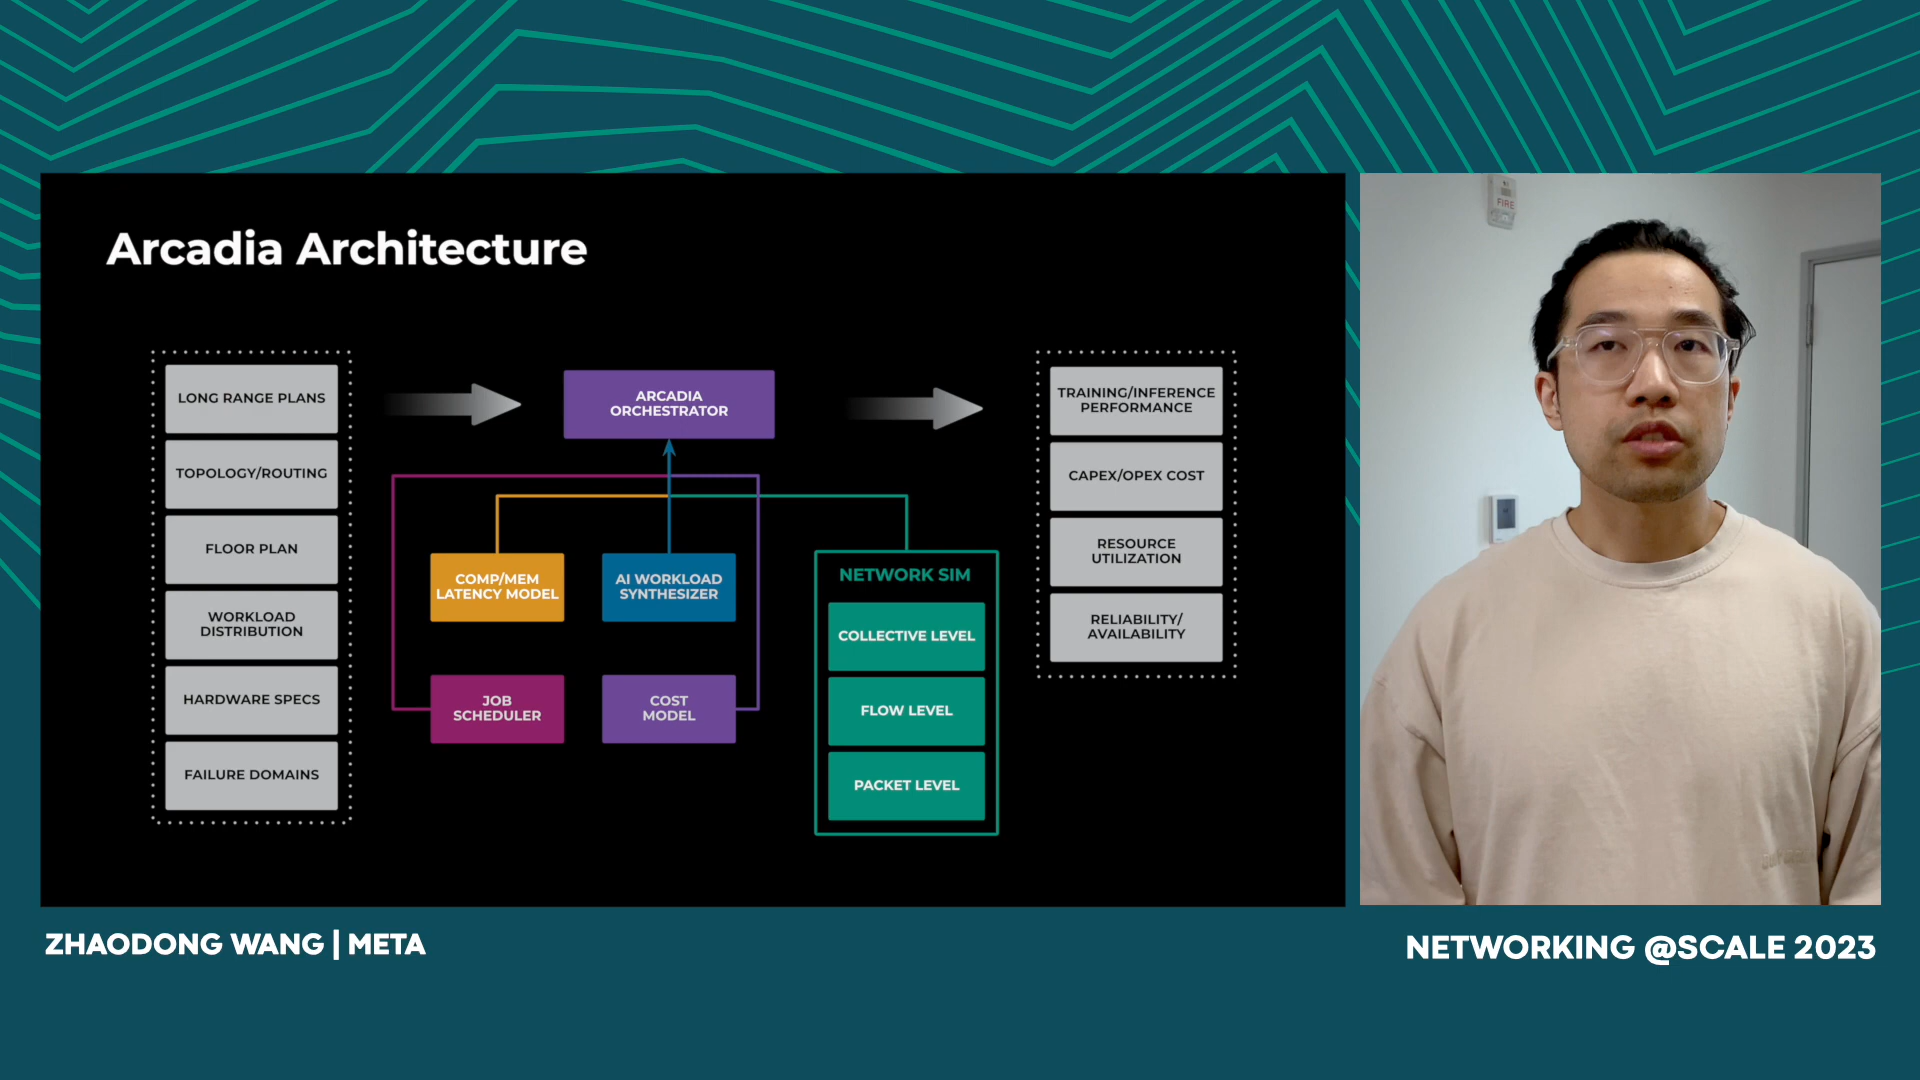 Arcadia Architecture
LONG RANGE PLANS
TOPOLOGY/ROUTING
FLOOR PLAN
WORKLOAD
DISTRIBUTION
HARDWARE SPECS
FAILURE DOMAINS
ARCADIA
ORCHESTRATOR
COMP/MEM
LATENCY MODEL
AI WORKLOAD
SYNTHESIZER
JOB
SCHEDULER
COST
MODEL
NETWORK SIM
COLLECTIVE LEVEL
FLOW LEVEL
PACKET LEVEL
TRAINING/INFERENCE
PERFORMANCE
CAPEX/OPEX COST
RESOURCE
UTILIZATION
RELIABILITY/
AVAILABILITY
FIRE
ZHAODONG WANG | META
NETWORKING @SCALE 2023